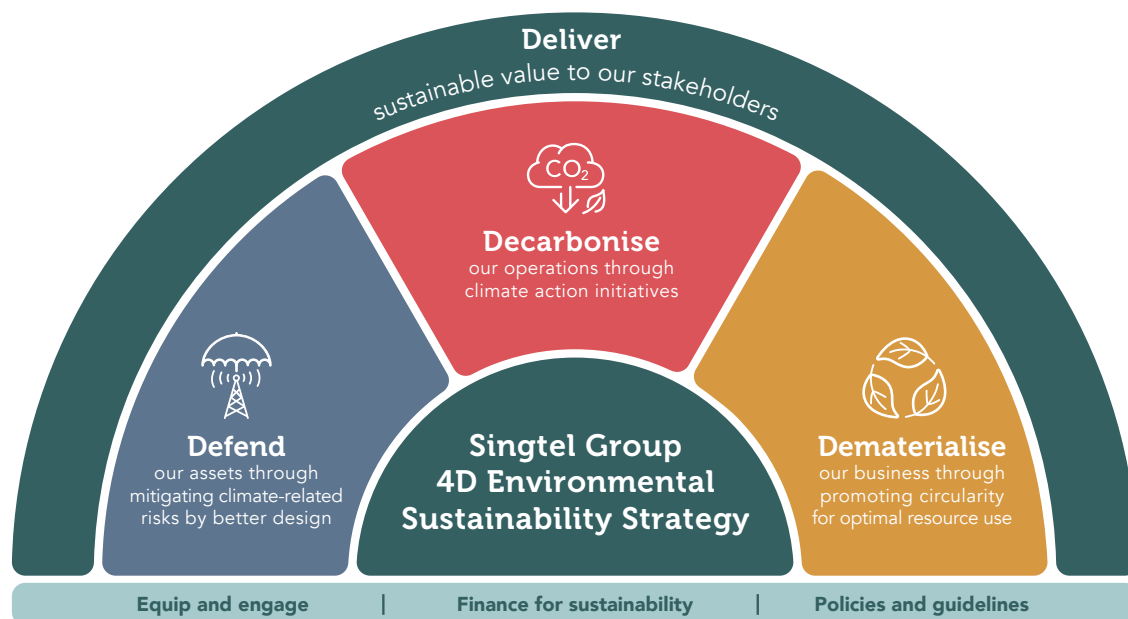 Deliver
sustainable value to our stakeholders
CO₂
Decarbonise
our operations through
climate action initiatives
Defend
our assets through
mitigating climate-related
risks by better design
Singtel Group
4D Environmental
Sustainability Strategy
Dematerialise
our business through
promoting circularity
for optimal resource use
Equip and engage | Finance for sustainability | Policies and guidelines